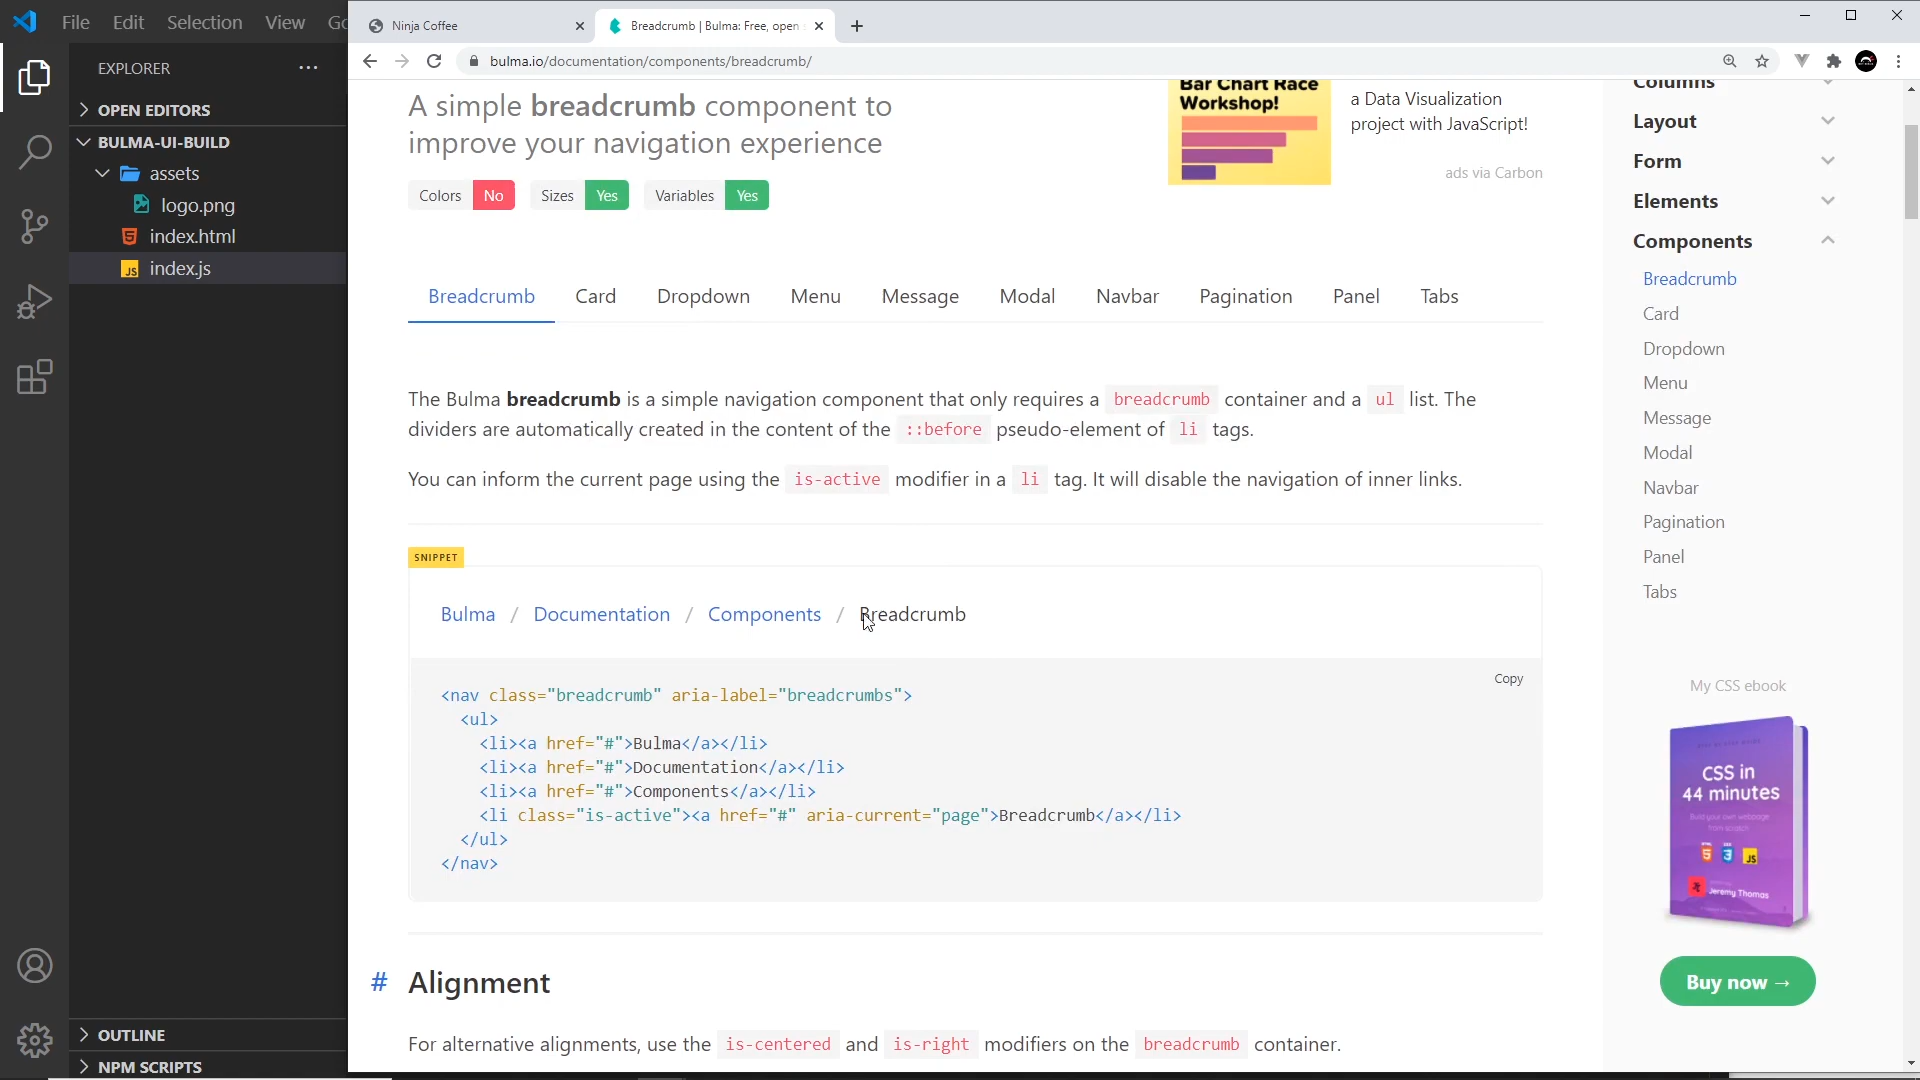 File Edit Selection View Go
EXPLORER
OPEN EDITORS
BULMA-UI-BUILD
assets
logo.png
index.html
JS index.js
OUTLINE
NPM SCRIPTS
Ninja Coffee
Breadcrumb | Bulma: Free, open s
bulma.io/documentation/components/breadcrumb/
A simple breadcrumb component to
improve your navigation experience
Colors No Sizes Yes Variables Yes
Bar Chart Race
Workshop!
a Data Visualization
project with JavaScript!
ads via Carbon
Breadcrumb Card Dropdown Menu Message Modal Navbar Pagination Panel Tabs
The Bulma breadcrumb is a simple navigation component that only requires a breadcrumb container and a ul list. The
dividers are automatically created in the content of the ::before pseudo-element of li tags.
You can inform the current page using the is-active modifier in a li tag. It will disable the navigation of inner links.
SNIPPET
Bulma / Documentation / Components / Breadcrumb
Copy
<nav class="breadcrumb" aria-label="breadcrumbs">
<ul>
<li><a href="#">Bulma</a></li>
<li><a href="#">Documentation</a></li>
<li><a href="#">Components</a></li>
<li class="is-active"><a href="#" aria-current="page">Breadcrumb</a></li>
</ul>
</nav>
# Alignment
For alternative alignments, use the is-centered and is-right modifiers on the breadcrumb container.
Columns
Layout
Form
Elements
Components
Breadcrumb
Card
Dropdown
Menu
Message
Modal
Navbar
Pagination
Panel
Tabs
My CSS ebook
CSS in
44 minutes
Build your own webpage
from scratch
JS
Jeremy Thomas
Buy now →